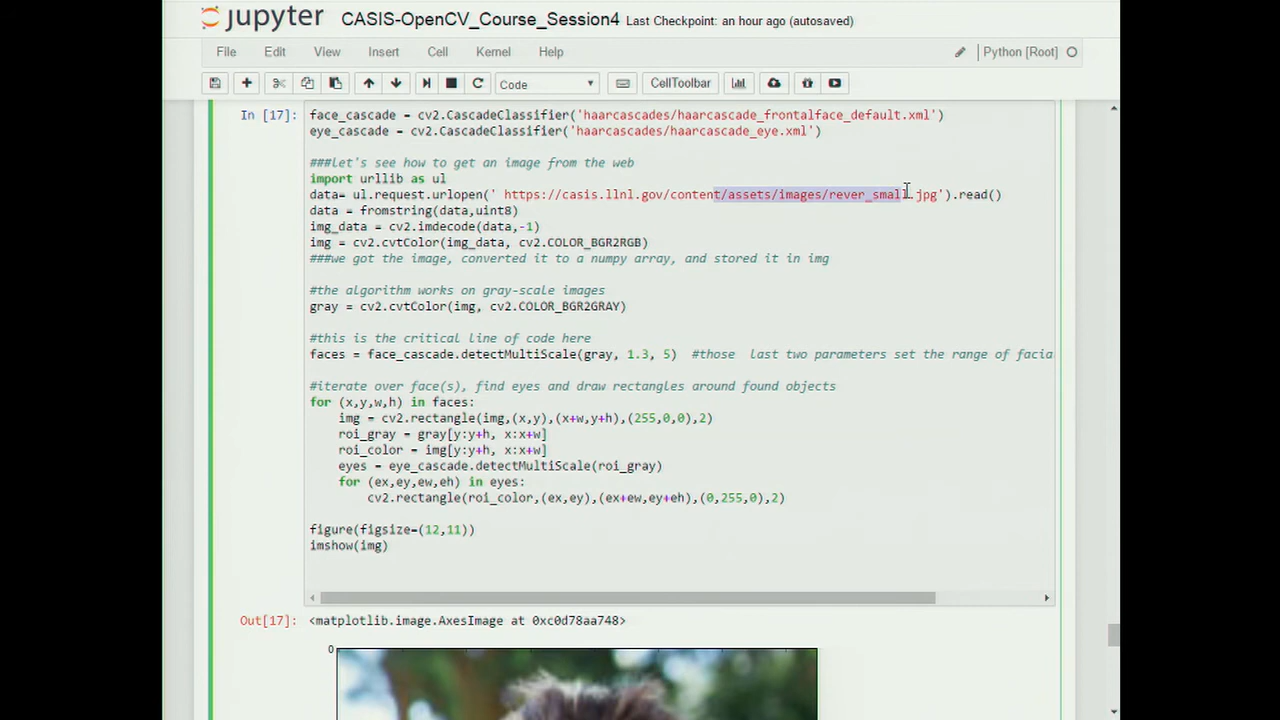 jupyter CASIS-OpenCV_Course_Session4 Last Checkpoint: an hour ago (autosaved)
File Edit View Insert Cell Kernel Help Python [Root]
Code CellToolbar
In [17]: face_cascade = cv2.CascadeClassifier('haarcascades/haarcascade_frontalface_default.xml')
eye_cascade = cv2.CascadeClassifier('haarcascades/haarcascade_eye.xml')
###let's see how to get an image from the web
import urllib as ul
data= ul.request.urlopen(' https://casis.llnl.gov/content/assets/images/rever_small.jpg').read()
data = fromstring(data,uint8)
img_data = cv2.imdecode(data,-1)
img = cv2.cvtColor(img_data, cv2.COLOR_BGR2RGB)
###we got the image, converted it to a numpy array, and stored it in img
#the algorithm works on gray-scale images
gray = cv2.cvtColor(img, cv2.COLOR_BGR2GRAY)
#this is the critical line of code here
faces = face_cascade.detectMultiScale(gray, 1.3, 5)  #those  last two parameters set the range of facia
#iterate over face(s), find eyes and draw rectangles around found objects
for (x,y,w,h) in faces:
    img = cv2.rectangle(img,(x,y),(x+w,y+h),(255,0,0),2)
    roi_gray = gray[y:y+h, x:x+w]
    roi_color = img[y:y+h, x:x+w]
    eyes = eye_cascade.detectMultiScale(roi_gray)
    for (ex,ey,ew,eh) in eyes:
        cv2.rectangle(roi_color,(ex,ey),(ex+ew,ey+eh),(0,255,0),2)
figure(figsize=(12,11))
imshow(img)
Out[17]: <matplotlib.image.AxesImage at 0xc0d78aa748>
0